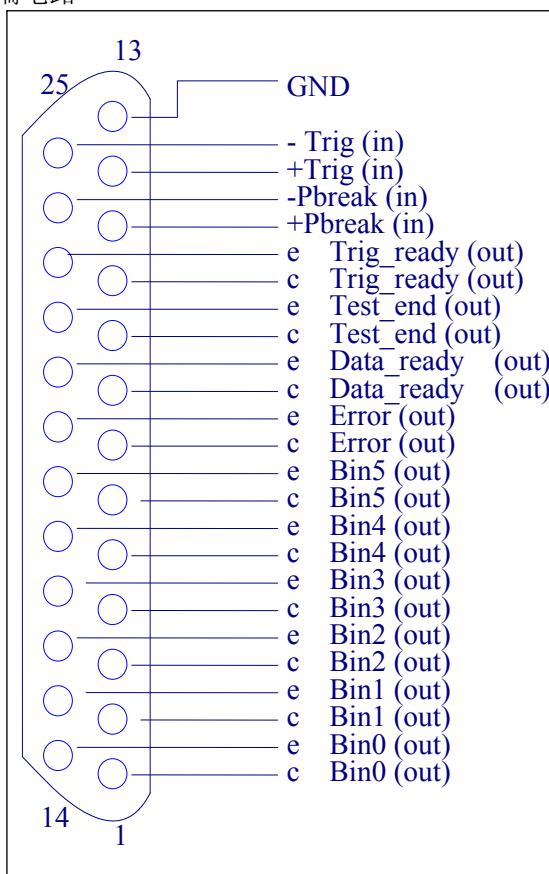 13
25
GND
- Trig (in)
+Trig (in)
-Pbreak (in)
+Pbreak (in)
e Trig_ready (out)
c Trig_ready (out)
e Test_end (out)
c Test_end (out)
e Data_ready (out)
c Data_ready (out)
e Error (out)
c Error (out)
e Bin5 (out)
c Bin5 (out)
e Bin4 (out)
c Bin4 (out)
e Bin3 (out)
c Bin3 (out)
e Bin2 (out)
c Bin2 (out)
e Bin1 (out)
c Bin1 (out)
e Bin0 (out)
c Bin0 (out)
14
1